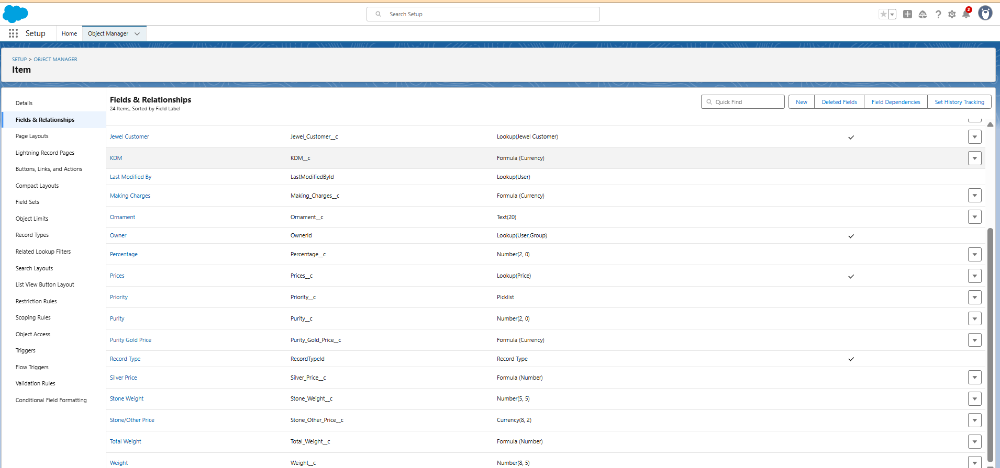 Search Setup
2
Setup
Home
Object Manager
SETUP > OBJECT MANAGER
Item
Details
Fields & Relationships
Page Layouts
Lightning Record Pages
Buttons, Links, and Actions
Compact Layouts
Field Sets
Object Limits
Record Types
Related Lookup Filters
Search Layouts
List View Button Layout
Restriction Rules
Scoping Rules
Object Access
Triggers
Flow Triggers
Validation Rules
Conditional Field Formatting
Fields & Relationships
24 Items, Sorted by Field Label
Quick Find
New
Deleted Fields
Field Dependencies
Set History Tracking
Jewel Customer Jewel_Customer__c Lookup(Jewel Customer)
KDM KDM__c Formula (Currency)
Last Modified By LastModifiedById Lookup(User)
Making Charges Making_Charges__c Formula (Currency)
Ornament Ornament__c Text(20)
Owner OwnerId Lookup(User,Group)
Percentage Percentage__c Number(2, 0)
Prices Prices__c Lookup(Price)
Priority Priority__c Picklist
Purity Purity__c Number(2, 0)
Purity Gold Price Purity_Gold_Price__c Formula (Currency)
Record Type RecordTypeId Record Type
Silver Price Silver_Price__c Formula (Number)
Stone Weight Stone_Weight__c Number(5, 5)
Stone/Other Price Stone_Other_Price__c Currency(8, 2)
Total Weight Total_Weight__c Formula (Number)
Weight Weight__c Number(8, 5)